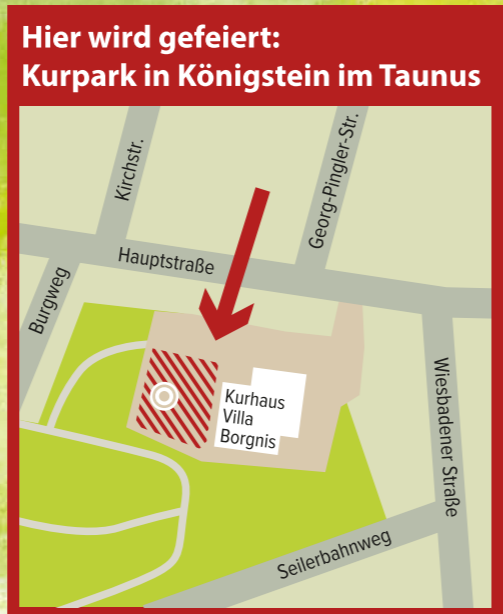 Hier wird gefeiert:
Kurpark in Königstein im Taunus
Kirchstr.
Georg-Pingler-Str.
Hauptstraße
Burgweg
Kurhaus
Villa
Borgnis
Wiesbadener Straße
Seilerbahnweg